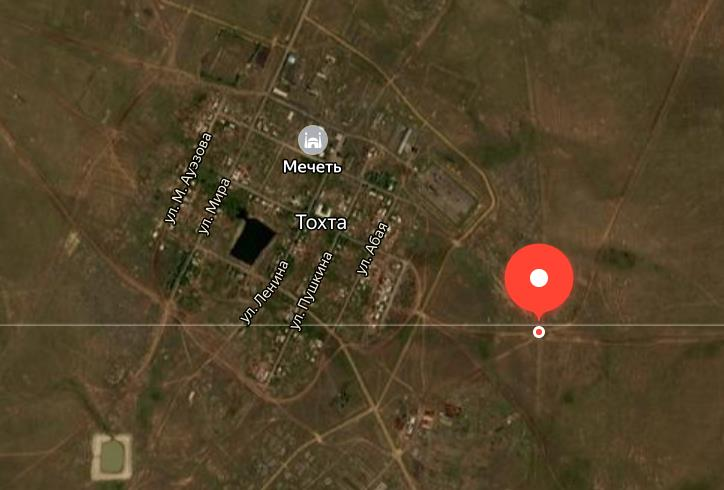 Мечеть
ул. М. Ауэзова
ул. Мира
Тохта
ул. Абая
ул. Ленина
ул. Пушкина